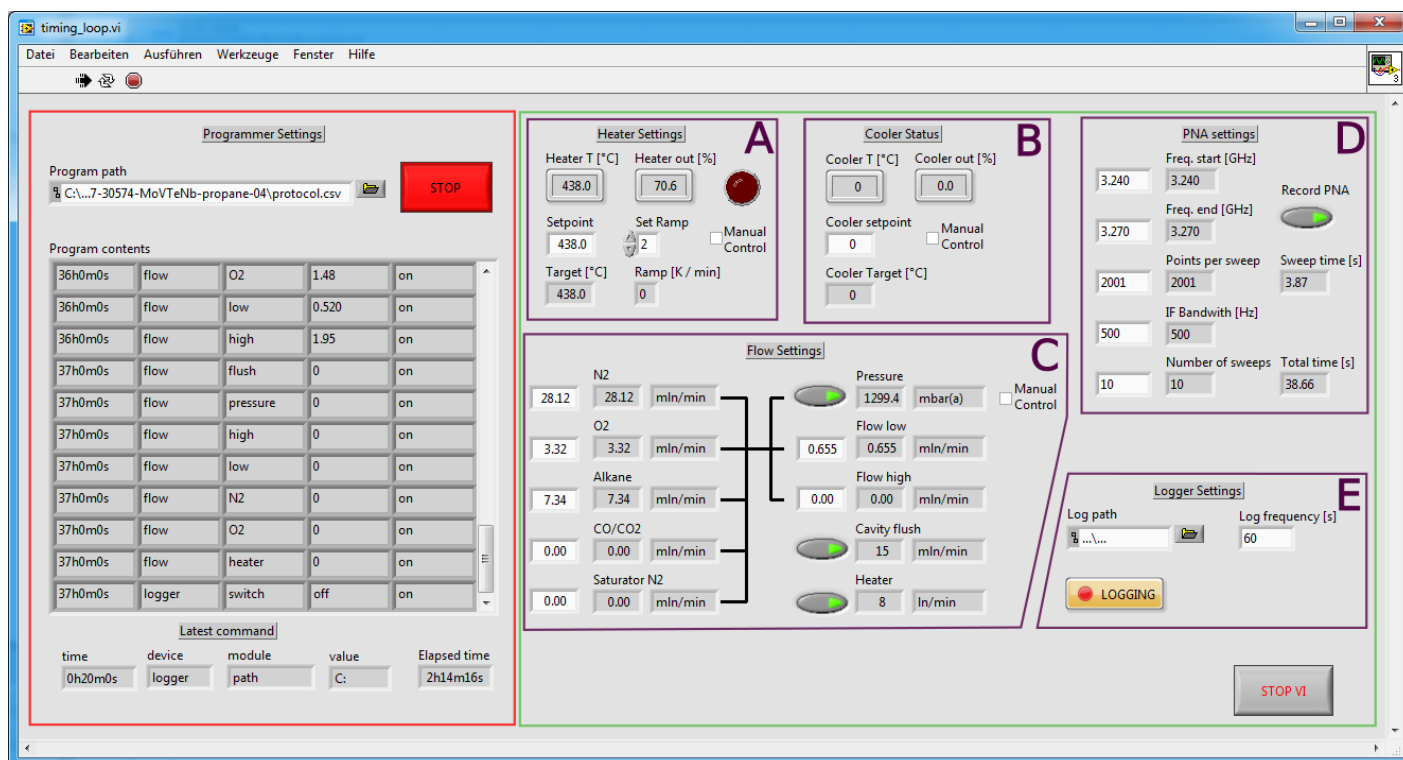 timing_loop.vi
Datei Bearbeiten Ausführen Werkzeuge Fenster Hilfe
3
Programmer Settings
Program path
C:\...7-30574-MoVTeNb-propane-04\protocol.csv
STOP
Program contents
36h0m0s flow O2 1.48 on
36h0m0s flow low 0.520 on
36h0m0s flow high 1.95 on
37h0m0s flow flush 0 on
37h0m0s flow pressure 0 on
37h0m0s flow high 0 on
37h0m0s flow low 0 on
37h0m0s flow N2 0 on
37h0m0s flow O2 0 on
37h0m0s flow heater 0 on
37h0m0s logger switch off on
Latest command
time device module value Elapsed time
0h20m0s logger path C: 2h14m16s
Heater Settings A
Heater T [°C] Heater out [%]
438.0 70.6
Setpoint Set Ramp
438.0 2 Manual Control
Target [°C] Ramp [K / min]
438.0 0
Cooler Status B
Cooler T [°C] Cooler out [%]
0 0.0
Cooler setpoint
0 Manual Control
Cooler Target [°C]
0
Flow Settings C
N2 Pressure
28.12 28.12 mln/min 1299.4 mbar(a) Manual Control
O2 Flow low
3.32 3.32 mln/min 0.655 0.655 mln/min
Alkane Flow high
7.34 7.34 mln/min 0.00 0.00 mln/min
CO/CO2 Cavity flush
0.00 0.00 mln/min 15 mln/min
Saturator N2 Heater
0.00 0.00 mln/min 8 ln/min
PNA settings D
Freq. start [GHz]
3.240 3.240 Record PNA
Freq. end [GHz]
3.270 3.270
Points per sweep Sweep time [s]
2001 2001 3.87
IF Bandwith [Hz]
500 500
Number of sweeps Total time [s]
10 10 38.66
Logger Settings E
Log path Log frequency [s]
...\... 60
LOGGING
STOP VI